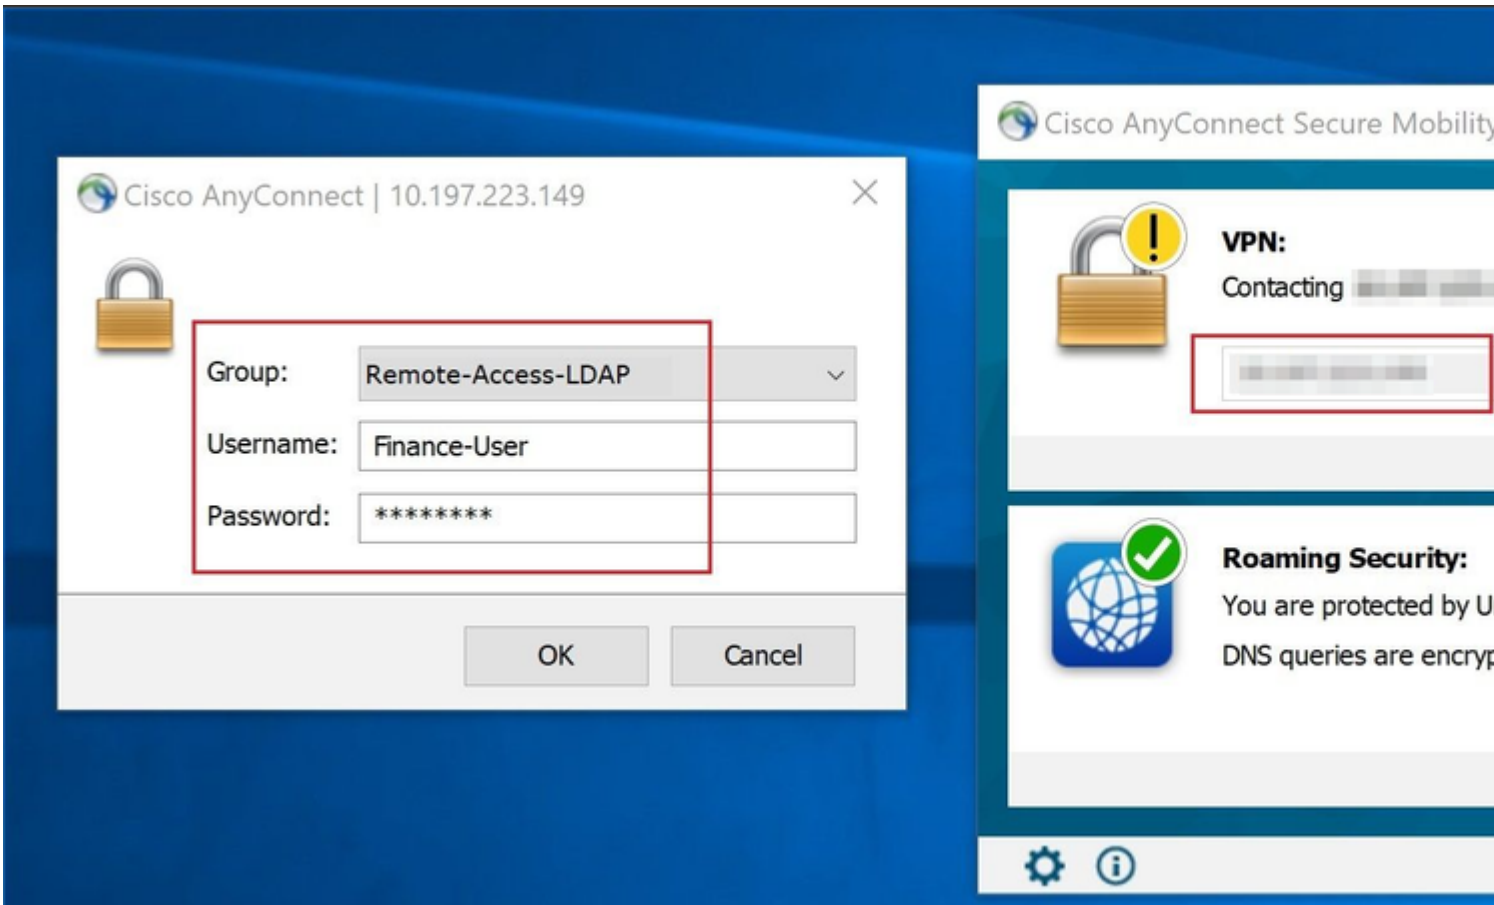 Cisco AnyConnect | 10.197.223.149
Group: Remote-Access-LDAP
Username: Finance-User
Password: ********
OK Cancel
Cisco AnyConnect Secure Mobility
VPN:
Contacting
Roaming Security:
You are protected by U
DNS queries are encryp